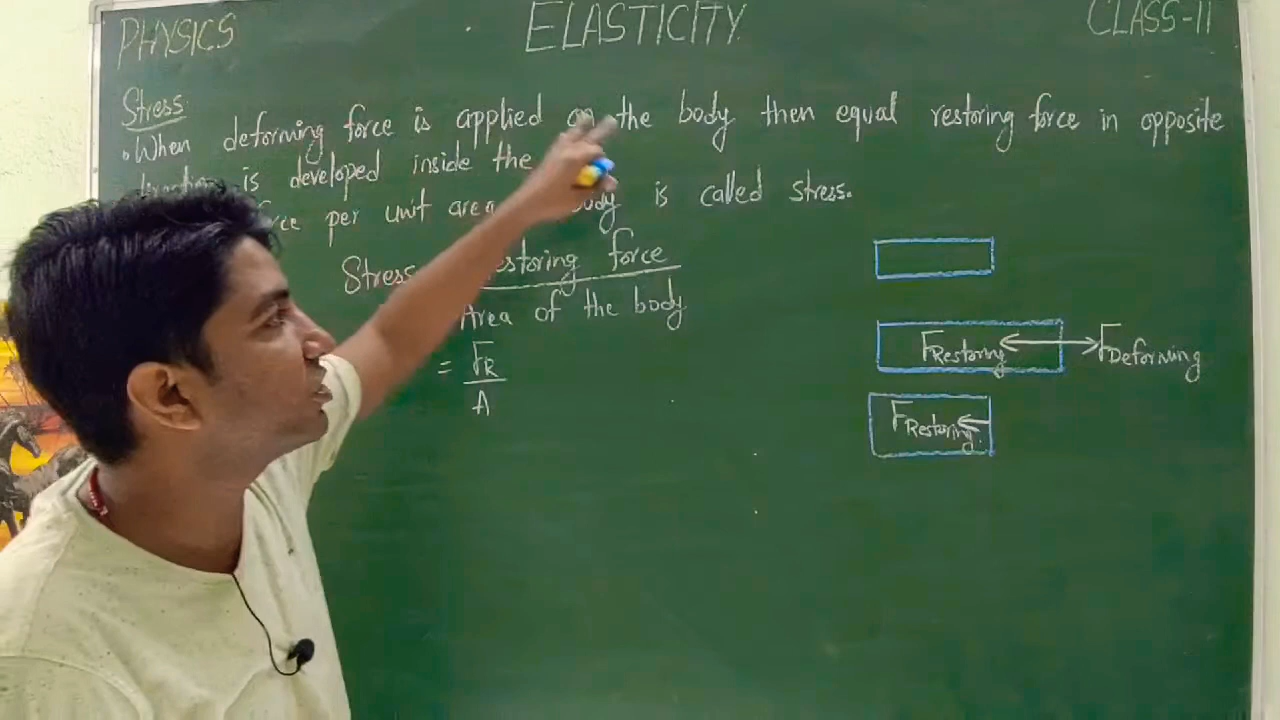 PHYSICS
ELASTICITY
CLASS-11
Stress
• When deforming force is applied on the body then equal restoring force in opposite
is developed inside the
per unit area body is called stress.
Stress restoring force
Area of the body
= FR
A
FRestoring
FDeforming
FRestoring